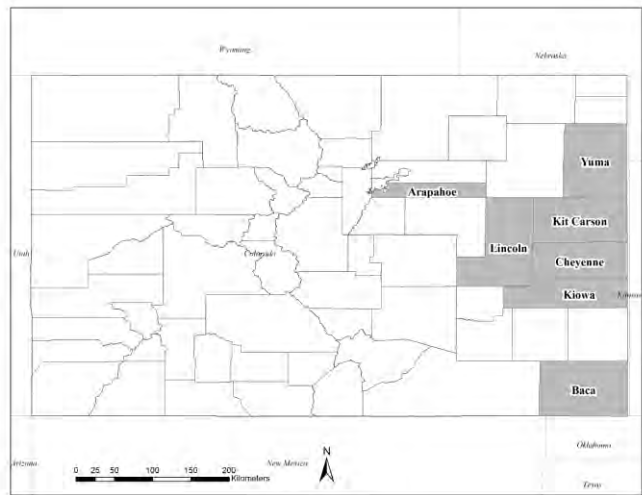 Wyoming
Nebraska
Yuma
Arapahoe
Kit Carson
Lincoln
Utah
Colorado
Cheyenne
Kiowa
Baca
Oklahoma
Arizona
New Mexico
N
0 25 50 100 150 200
Kilometers
Texas